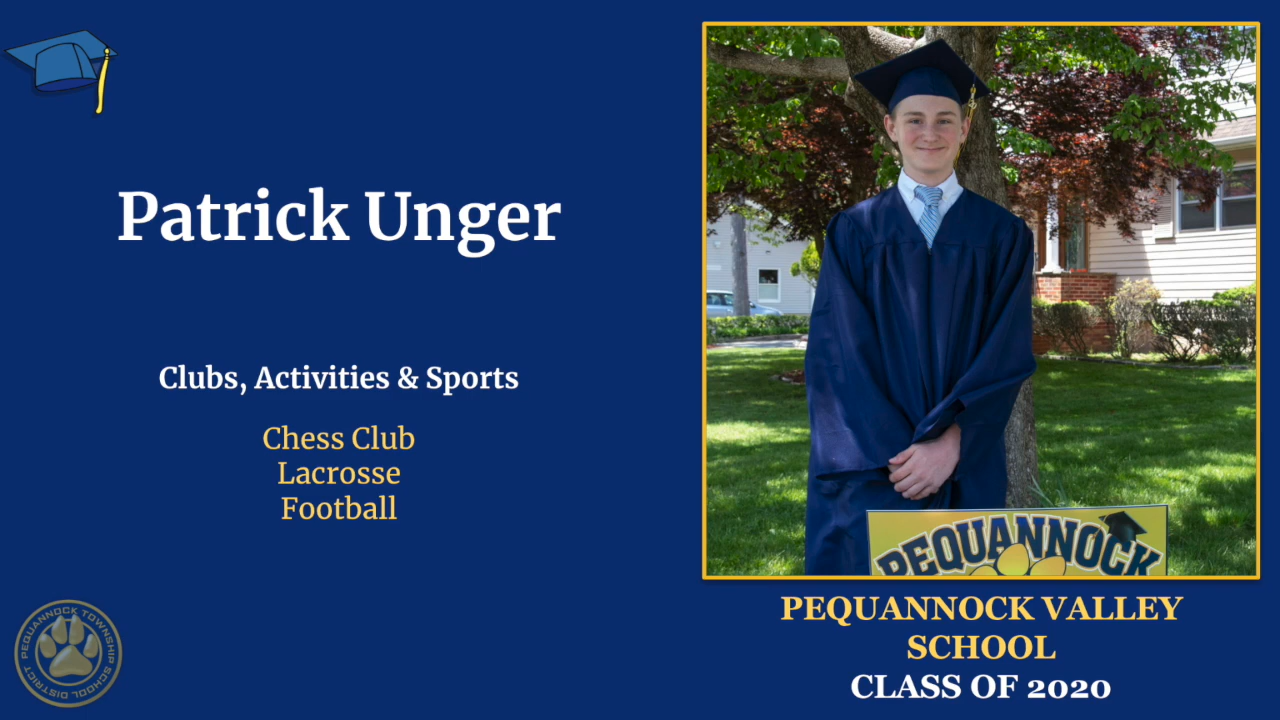 Patrick Unger
Clubs, Activities & Sports
Chess Club
Lacrosse
Football
PEQUANNOCK
PEQUANNOCK VALLEY
SCHOOL
CLASS OF 2020
PEQUANNOCK TOWNSHIP
SCHOOL DISTRICT